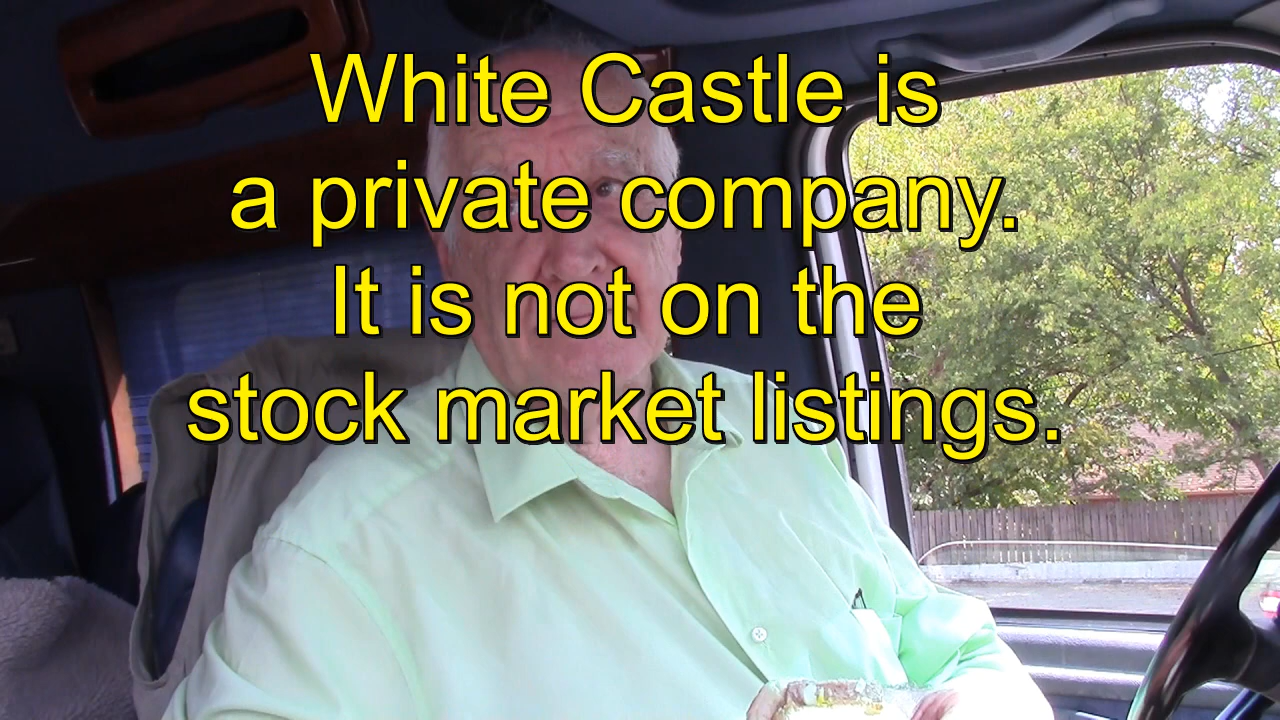 White Castle is
a private company.
It is not on the
stock market listings.